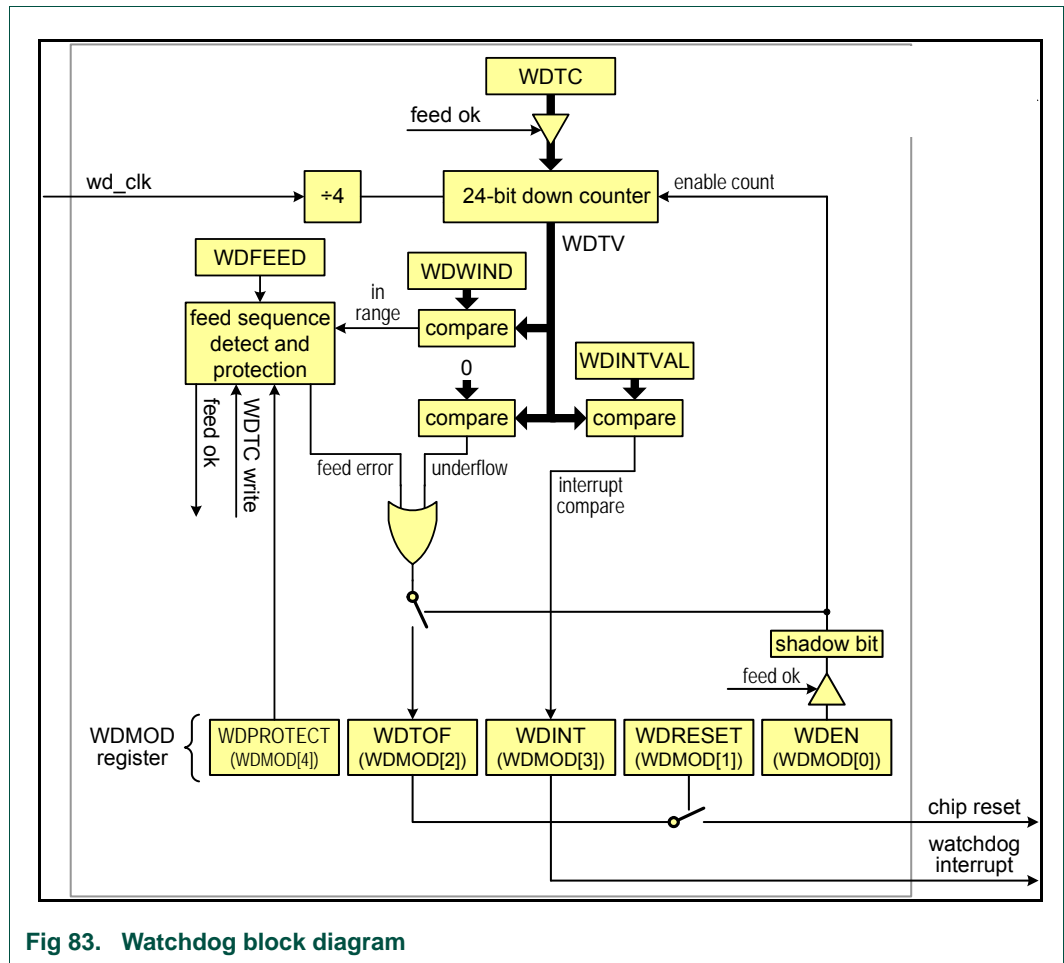 WDTC
feed ok
wd_clk
÷4
24-bit down counter
enable count
WDTV
WDFEED
WDWIND
in
range
feed sequence
detect and
protection
compare
WDINTVAL
0
compare
compare
feed ok
WDTC write
feed error
underflow
interrupt
compare
shadow bit
feed ok
WDMOD
register
WDPROTECT
(WDMOD[4])
WDTOF
(WDMOD[2])
WDINT
(WDMOD[3])
WDRESET
(WDMOD[1])
WDEN
(WDMOD[0])
chip reset
watchdog
interrupt
Fig 83. Watchdog block diagram